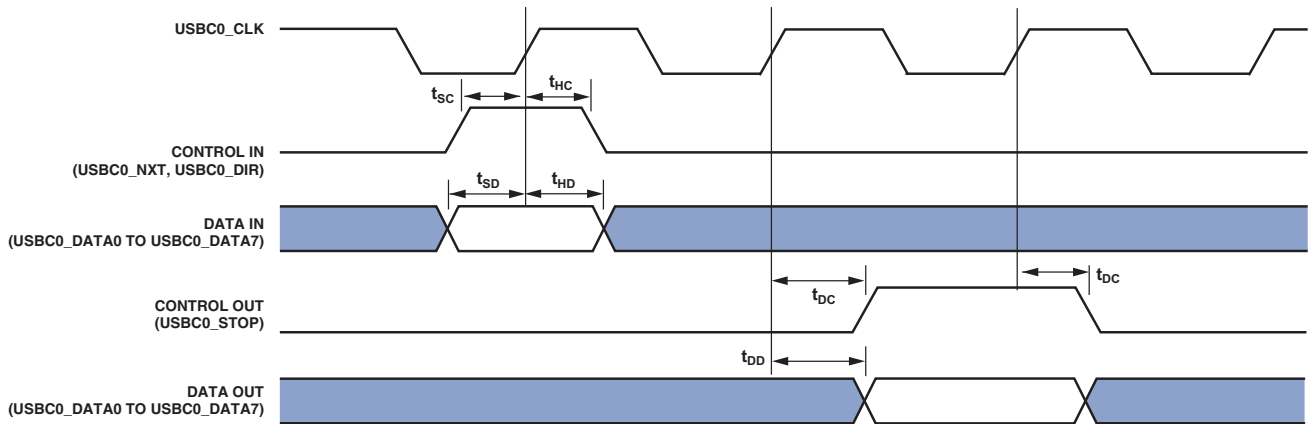 USBC0_CLK
tSC
tHC
CONTROL IN
(USBC0_NXT, USBC0_DIR)
tSD
tHD
DATA IN
(USBC0_DATA0 TO USBC0_DATA7)
tDC
tDC
CONTROL OUT
(USBC0_STOP)
tDD
DATA OUT
(USBC0_DATA0 TO USBC0_DATA7)